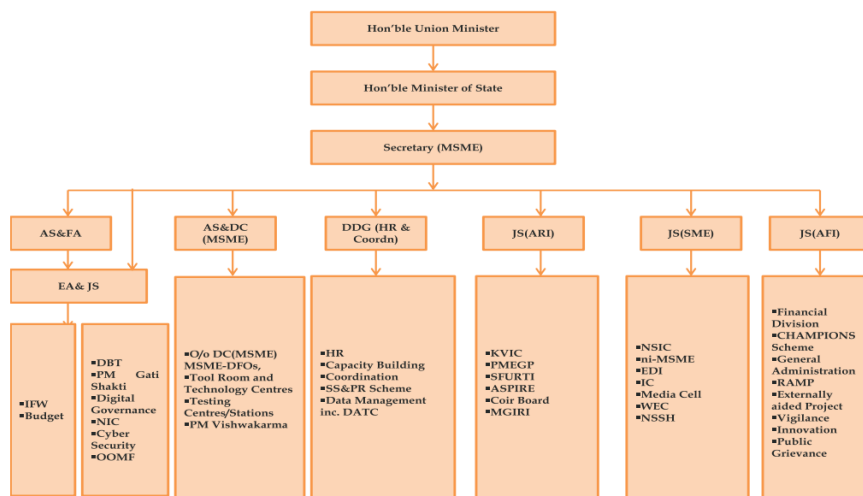 Hon'ble Union Minister
Hon'ble Minister of State
Secretary (MSME)
AS&FA
AS&DC
(MSME)
DDG (HR &
Coordn)
JS(ARI)
JS(SME)
JS(AFI)
EA& JS
▪IFW
▪Budget
▪DBT
▪PM Gati
Shakti
▪Digital
Governance
▪NIC
▪Cyber
Security
▪OOMF
▪O/o DC(MSME)
MSME-DFOs,
▪Tool Room and
Technology Centres
▪Testing
Centres/Stations
▪PM Vishwakarma
▪HR
▪Capacity Building
▪Coordination
▪SS&PR Scheme
▪Data Management
inc. DATC
▪KVIC
▪PMEGP
▪SFURTI
▪ASPIRE
▪Coir Board
▪MGIRI
▪NSIC
▪ni-MSME
▪EDI
▪IC
▪Media Cell
▪WEC
▪NSSH
▪Financial
Division
▪CHAMPIONS
Scheme
▪General
Administration
▪RAMP
▪Externally
aided Project
▪Vigilance
▪Innovation
▪Public
Grievance